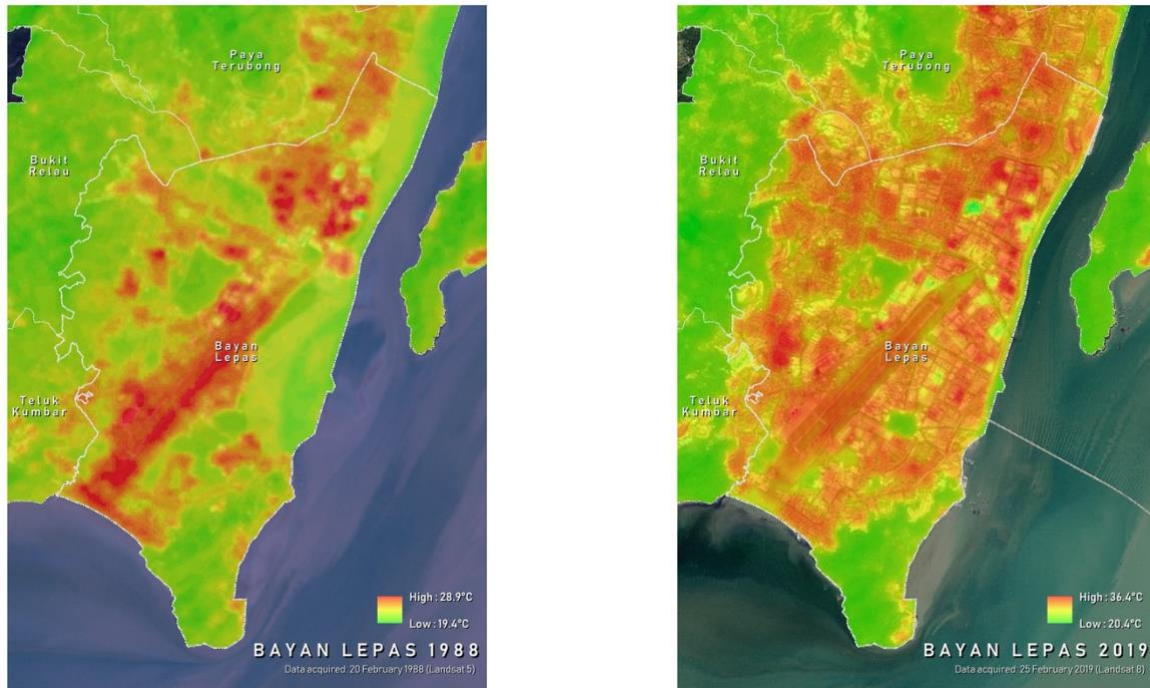 Paya
Terubong
Bukit
Relau
Bayan
Lepas
Teluk
Kumbar
High : 28.9°C
Low : 19.4°C
BAYAN LEPAS 1988
Data acquired: 20 February 1988 (Landsat 5)
Paya
Terubong
Bukit
Relau
Bayan
Lepas
Teluk
Kumbar
High : 36.4°C
Low : 20.4°C
BAYAN LEPAS 2019
Data acquired: 25 February 2019 (Landsat 8)